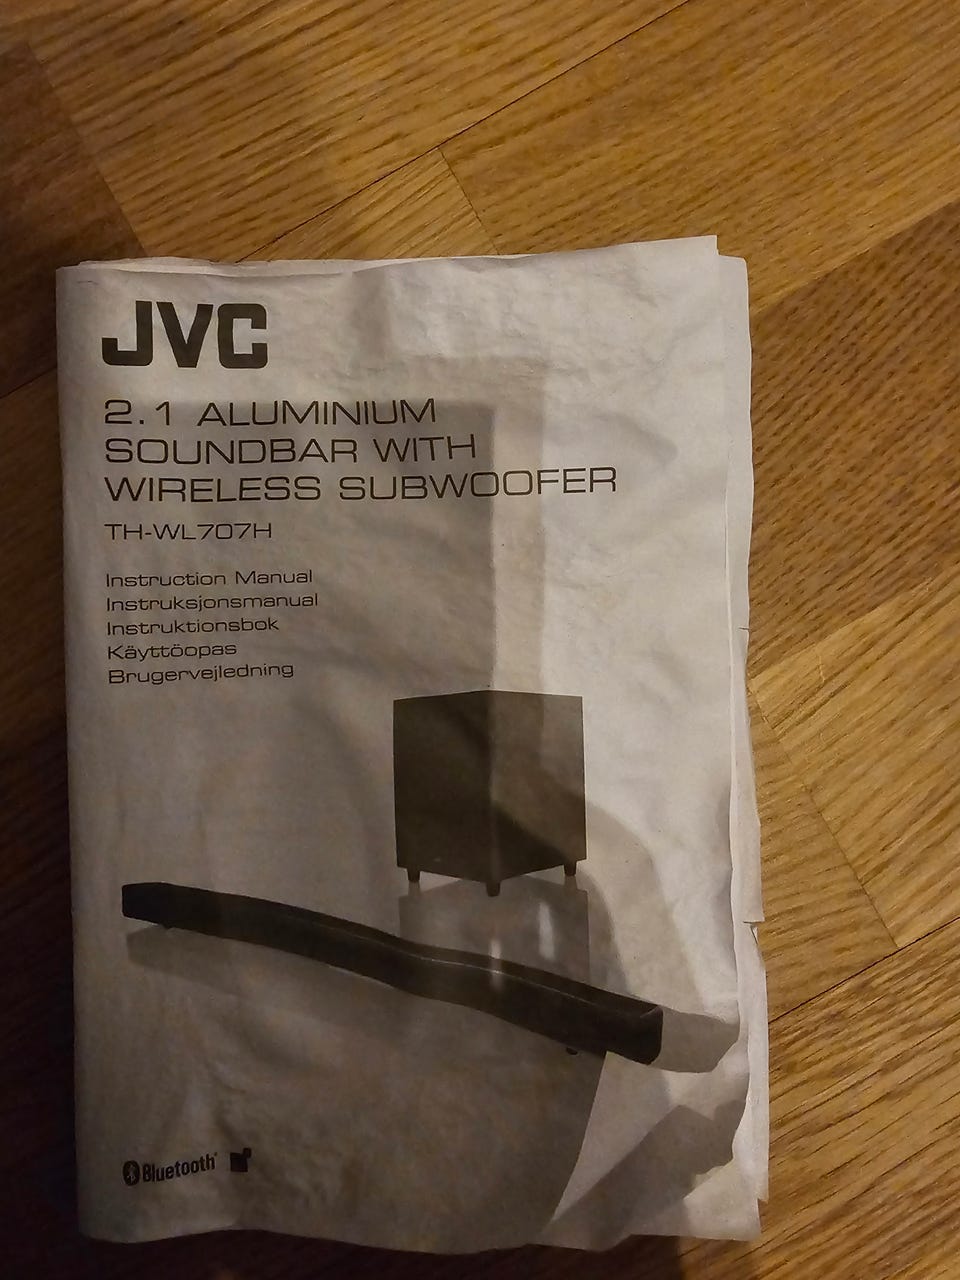 JVC
2.1 ALUMINIUM
SOUNDBAR WITH
WIRELESS SUBWOOFER
TH-WL707H
Instruction Manual
Instruksjonsmanual
Instruktionsbok
Käyttöopas
Brugervejledning
Bluetooth®